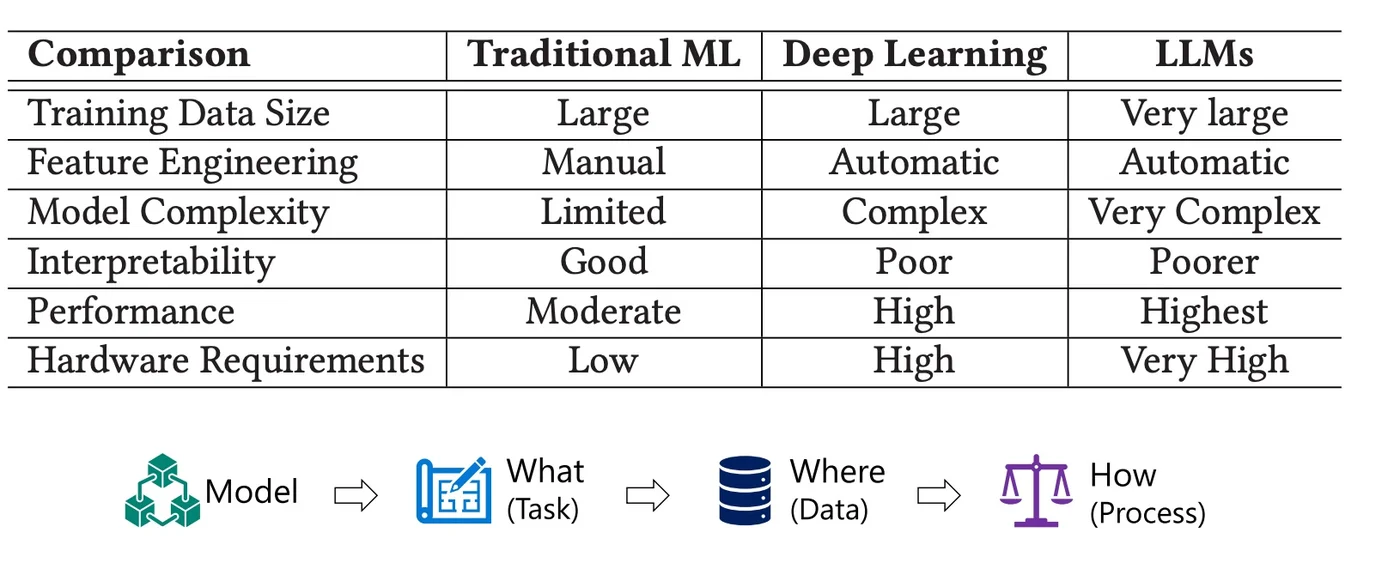 Comparison Traditional ML Deep Learning LLMs
Training Data Size Large Large Very large
Feature Engineering Manual Automatic Automatic
Model Complexity Limited Complex Very Complex
Interpretability Good Poor Poorer
Performance Moderate High Highest
Hardware Requirements Low High Very High
Model
What
(Task)
Where
(Data)
How
(Process)